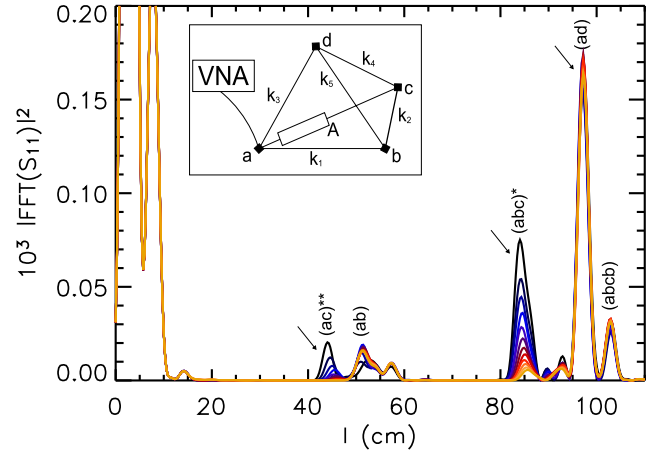 0.20
0.15
0.10
0.05
0.00
10³ |FFT(S₁₁)|²
0 20 40 60 80 100
l (cm)
VNA
d
k₄
k₅
c
k₃
A
k₂
a
k₁
b
(ac)**
(ab)
(abc)*
(ad)
(abcb)